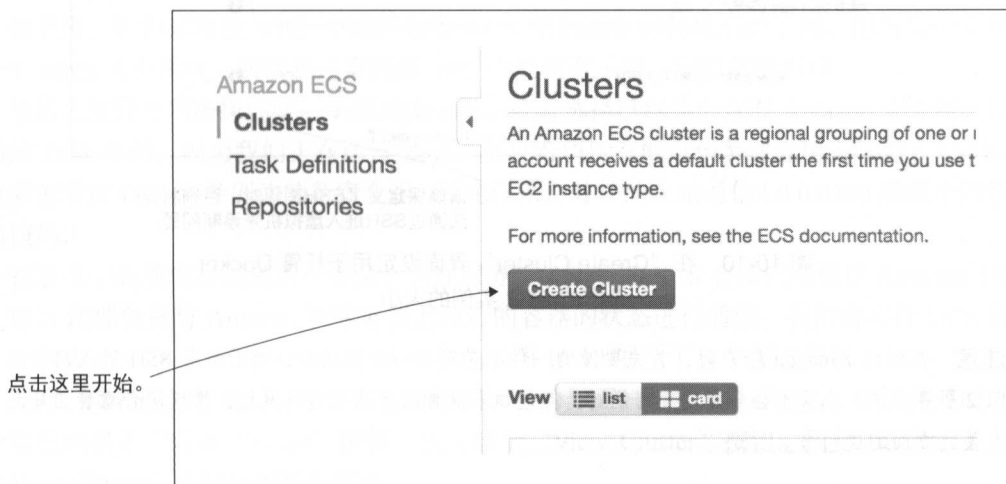 Amazon ECS
Clusters
Task Definitions
Repositories
Clusters
An Amazon ECS cluster is a regional grouping of one or
account receives a default cluster the first time you use
EC2 instance type.
For more information, see the ECS documentation.
Create Cluster
点击这里开始。
View list card